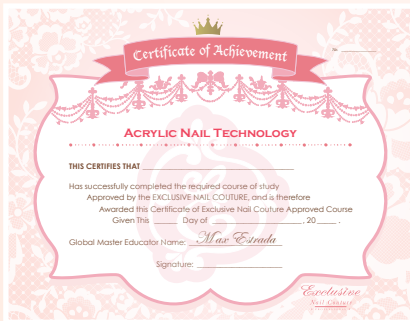 Certificate of Achievement
№
ACRYLIC NAIL TECHNOLOGY
THIS CERTIFIES THAT
Has successfully completed the required course of study
Approved by the EXCLUSIVE NAIL COUTURE, and is therefore
Awarded this Certificate of Exclusive Nail Couture Approved Course
Given This Day of , 20 .
Global Master Educator Name: Max Estrada
Signature:
Exclusive
Nail Couture